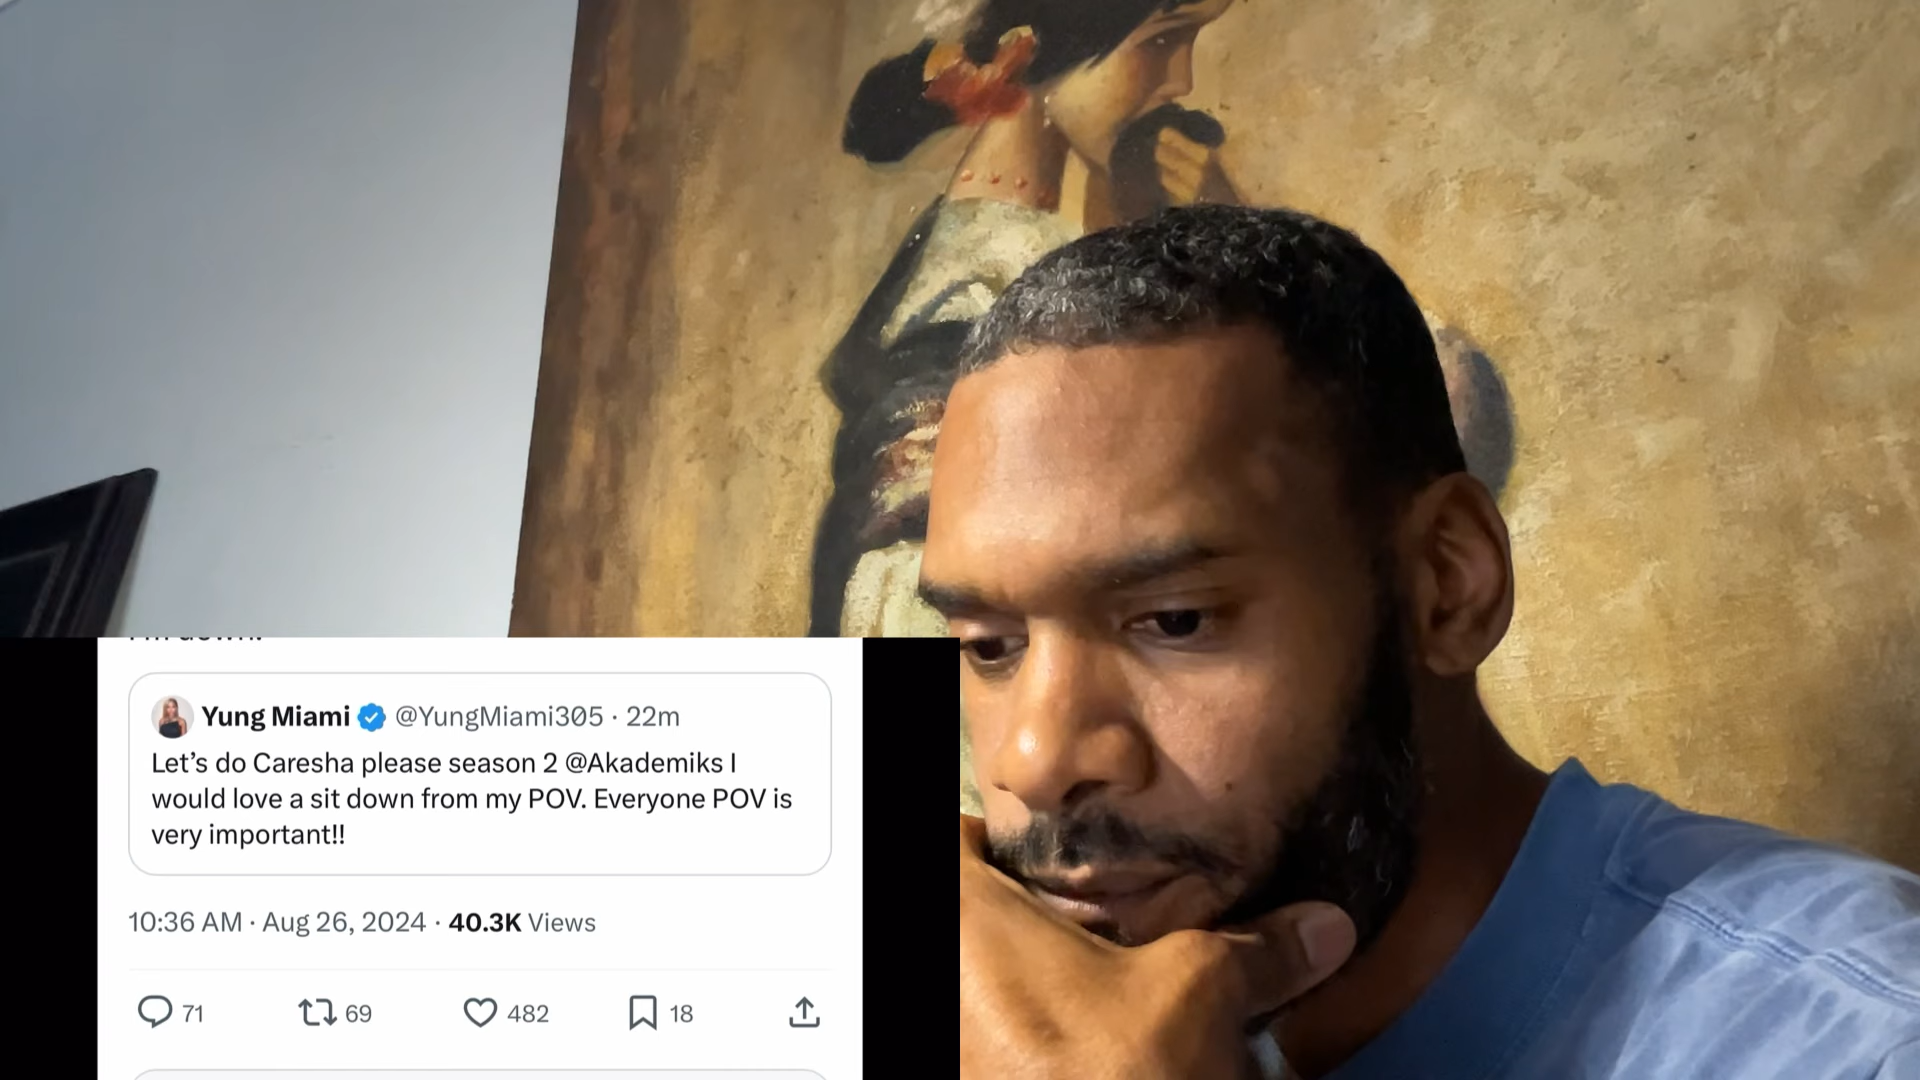 Yung Miami @YungMiami305 · 22m
Let's do Caresha please season 2 @Akademiks I
would love a sit down from my POV. Everyone POV is
very important!!
10:36 AM · Aug 26, 2024 · 40.3K Views
71 69 482 18